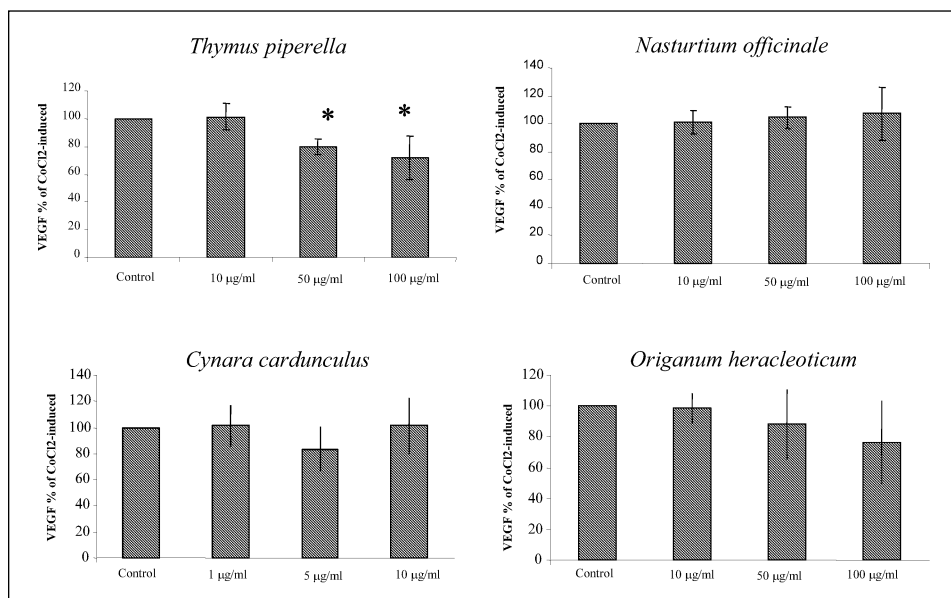 Thymus piperella
VEGF % of CoCl2-induced
120
100
80
60
40
20
0
* *
Control 10 µg/ml 50 µg/ml 100 µg/ml
Nasturtium officinale
VEGF % of CoCl2-induced
140
120
100
80
60
40
20
0
Control 10 µg/ml 50 µg/ml 100 µg/ml
Cynara cardunculus
VEGF % of CoCl2-induced
140
120
100
80
60
40
20
0
Control 1 µg/ml 5 µg/ml 10 µg/ml
Origanum heracleoticum
VEGF % of CoCl2-induced
120
100
80
60
40
20
0
Control 10 µg/ml 50 µg/ml 100 µg/ml